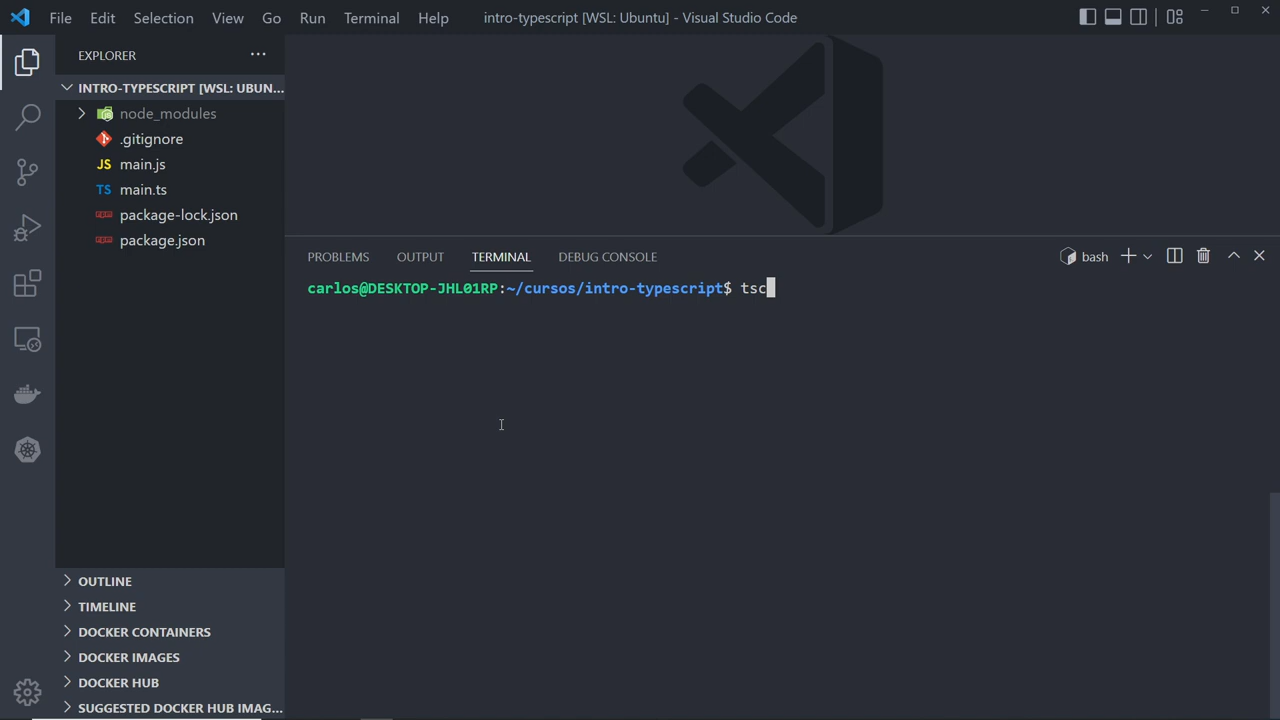 File Edit Selection View Go Run Terminal Help intro-typescript [WSL: Ubuntu] - Visual Studio Code
EXPLORER ...
INTRO-TYPESCRIPT [WSL: UBUN...
node_modules
.gitignore
JS main.js
TS main.ts
package-lock.json
package.json
PROBLEMS OUTPUT TERMINAL DEBUG CONSOLE bash
carlos@DESKTOP-JHL01RP:~/cursos/intro-typescript$ tsc
OUTLINE
TIMELINE
DOCKER CONTAINERS
DOCKER IMAGES
DOCKER HUB
SUGGESTED DOCKER HUB IMAG...